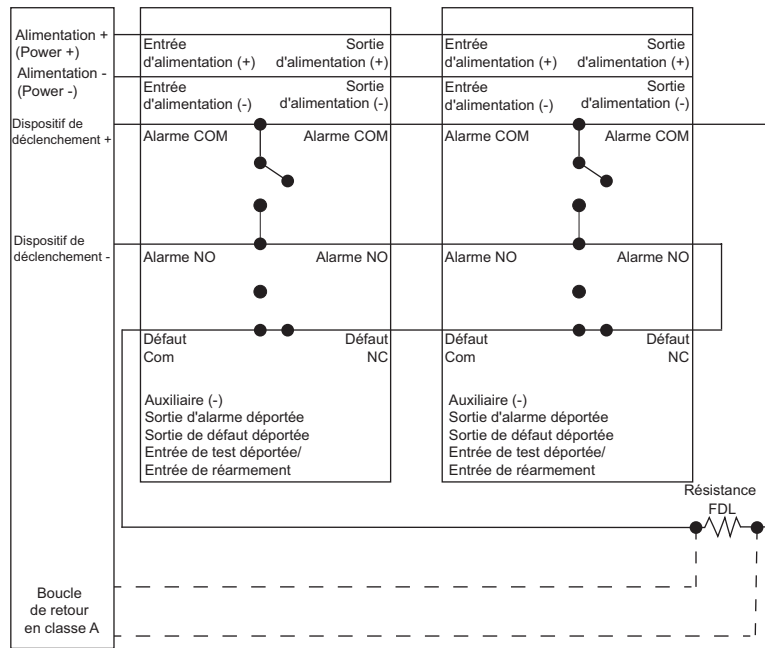 Alimentation +
(Power +)
Alimentation -
(Power -)
Dispositif de
déclenchement +
Dispositif de
déclenchement -
Boucle
de retour
en classe A
Entrée
d'alimentation (+)
Sortie
d'alimentation (+)
Entrée
d'alimentation (-)
Sortie
d'alimentation (-)
Alarme COM
Alarme COM
Alarme NO
Alarme NO
Défaut
Com
Défaut
NC
Auxiliaire (-)
Sortie d'alarme déportée
Sortie de défaut déportée
Entrée de test déportée/
Entrée de réarmement
Entrée
d'alimentation (+)
Sortie
d'alimentation (+)
Entrée
d'alimentation (-)
Sortie
d'alimentation (-)
Alarme COM
Alarme COM
Alarme NO
Alarme NO
Défaut
Com
Défaut
NC
Auxiliaire (-)
Sortie d'alarme déportée
Sortie de défaut déportée
Entrée de test déportée/
Entrée de réarmement
Résistance
FDL